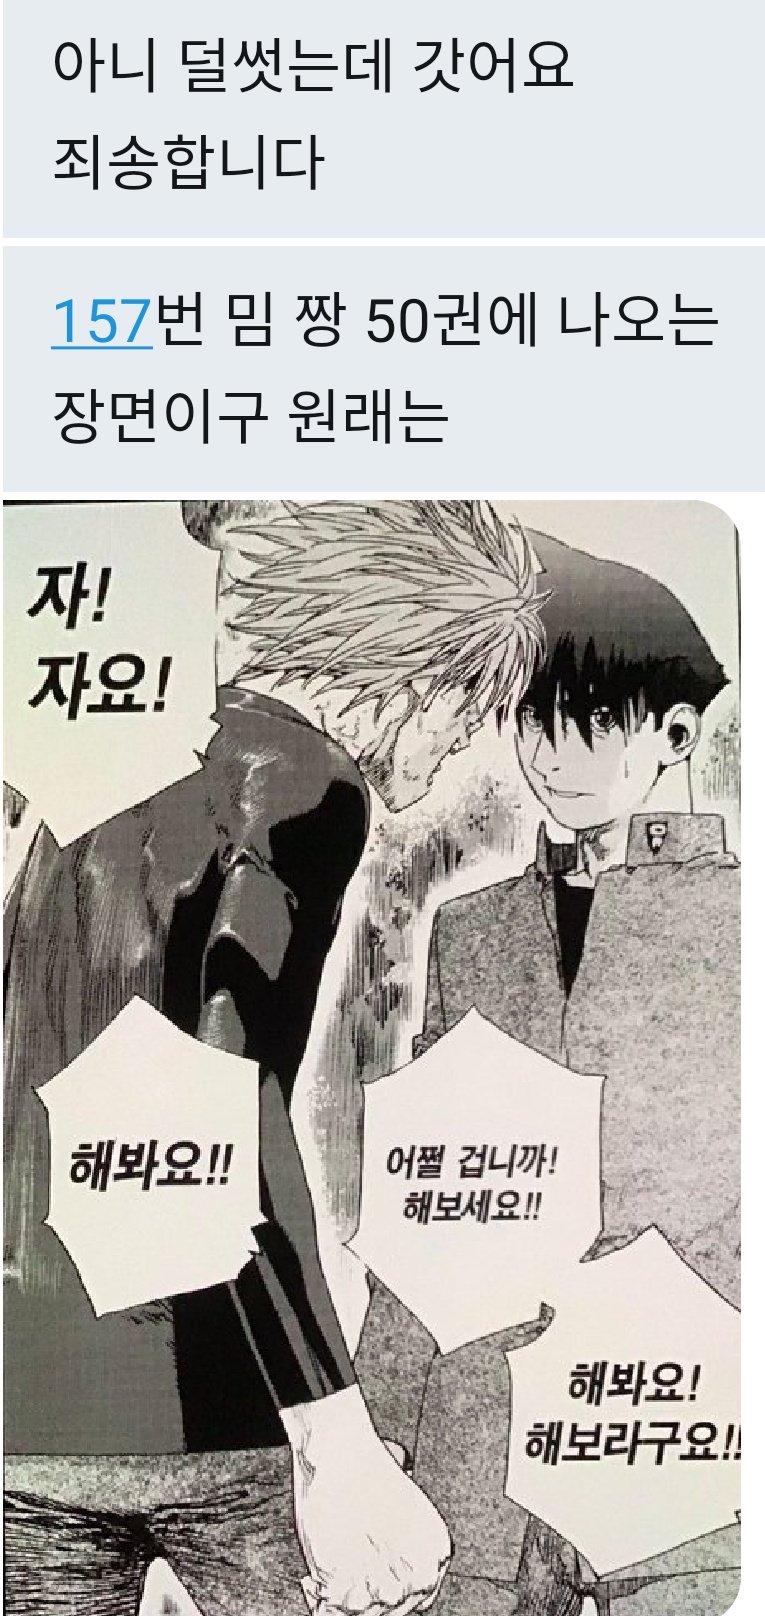 아니 덜썻는데 갓어요
죄송합니다
157번 밈 짱 50권에 나오는
장면이구 원래는
자!
자요!
해봐요!!
어쩔 겁니까!
해보세요!!
해봐요!
해보라구요!!